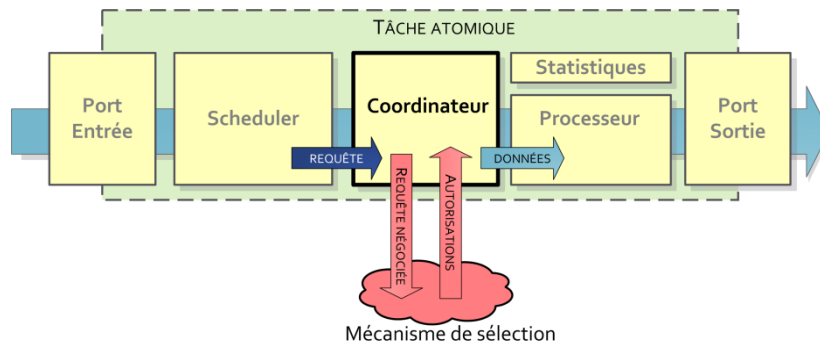 TÂCHE ATOMIQUE
Port
Entrée
Scheduler
Coordinateur
Statistiques
Processeur
Port
Sortie
REQUÊTE
DONNÉES
REQUÊTE NÉGOCIÉE
AUTORISATIONS
Mécanisme de sélection